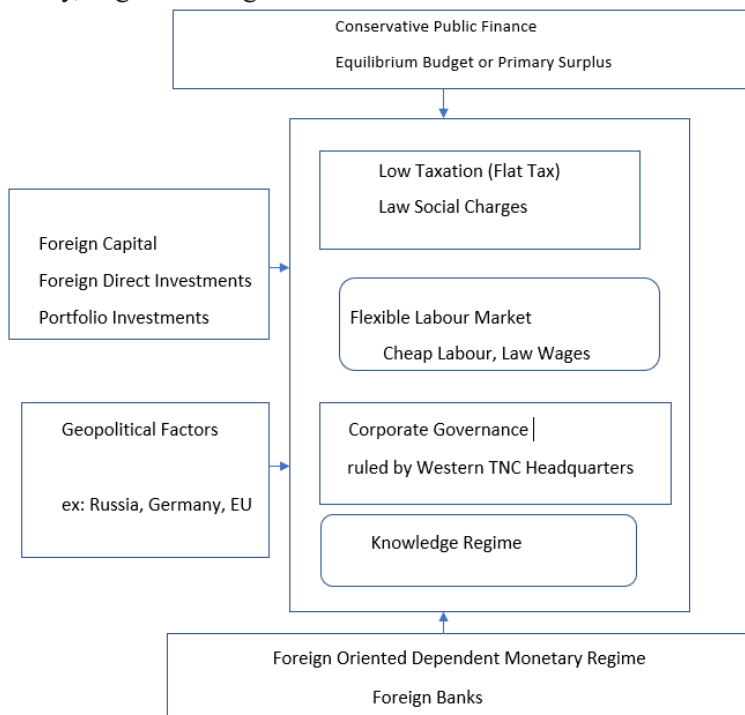 Conservative Public Finance
Equilibrium Budget or Primary Surplus
Low Taxation (Flat Tax)
Law Social Charges
Foreign Capital
Foreign Direct Investments
Portfolio Investments
Flexible Labour Market
Cheap Labour, Law Wages
Geopolitical Factors
ex: Russia, Germany, EU
Corporate Governance
ruled by Western TNC Headquarters
Knowledge Regime
Foreign Oriented Dependent Monetary Regime
Foreign Banks